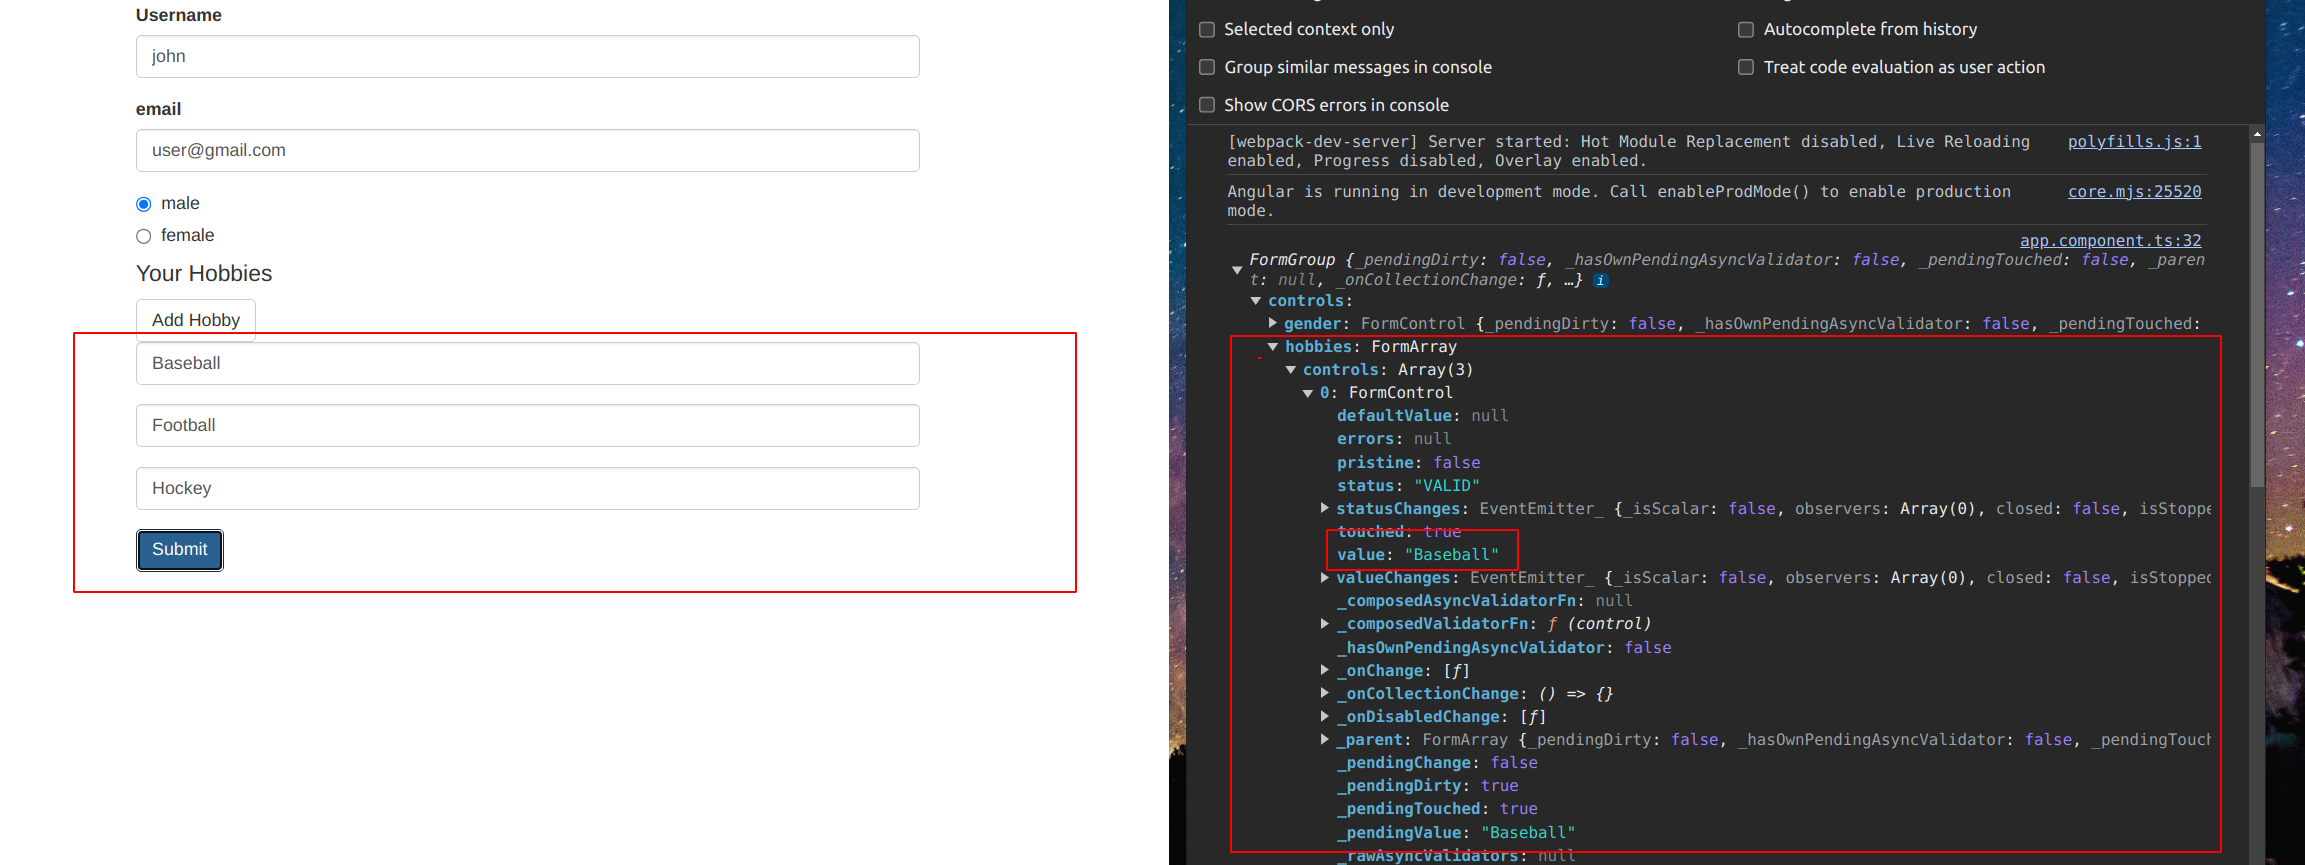 Username
john
email
user@gmail.com
male
female
Your Hobbies
Add Hobby
Baseball
Football
Hockey
Submit
Selected context only
Autocomplete from history
Group similar messages in console
Treat code evaluation as user action
Show CORS errors in console
[webpack-dev-server] Server started: Hot Module Replacement disabled, Live Reloading polyfills.js:1
enabled, Progress disabled, Overlay enabled.
Angular is running in development mode. Call enableProdMode() to enable production core.mjs:25520
mode.
app.component.ts:32
FormGroup {_pendingDirty: false, _hasOwnPendingAsyncValidator: false, _pendingTouched: false, _paren
t: null, _onCollectionChange: ƒ, …} i
controls:
gender: FormControl {_pendingDirty: false, _hasOwnPendingAsyncValidator: false, _pendingTouched:
hobbies: FormArray
controls: Array(3)
0: FormControl
defaultValue: null
errors: null
pristine: false
status: "VALID"
statusChanges: EventEmitter_ {_isScalar: false, observers: Array(0), closed: false, isStoppe
touched: true
value: "Baseball"
valueChanges: EventEmitter_ {_isScalar: false, observers: Array(0), closed: false, isStopped
_composedAsyncValidatorFn: null
_composedValidatorFn: ƒ (control)
_hasOwnPendingAsyncValidator: false
_onChange: [ƒ]
_onCollectionChange: () => {}
_onDisabledChange: [ƒ]
_parent: FormArray {_pendingDirty: false, _hasOwnPendingAsyncValidator: false, _pendingTouch
_pendingChange: false
_pendingDirty: true
_pendingTouched: true
_pendingValue: "Baseball"
_rawAsyncValidators: null